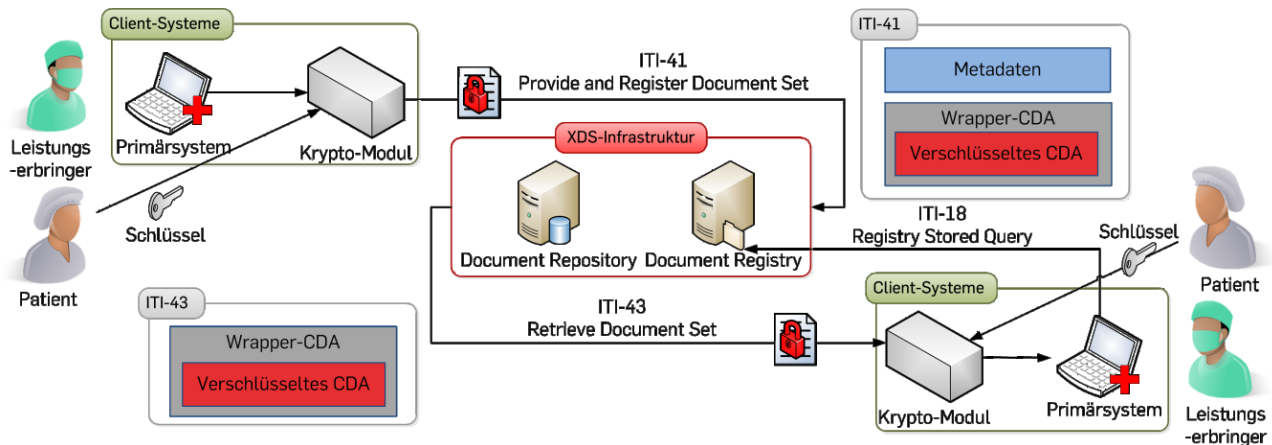 Client-Systeme
Leistungs
-erbringer
Primärsystem
Krypto-Modul
Schlüssel
Patient
ITI-41
Provide and Register Document Set
XDS-Infrastruktur
Document Repository
Document Registry
ITI-41
Metadaten
Wrapper-CDA
Verschlüsseltes CDA
ITI-18
Registry Stored Query
Schlüssel
Patient
ITI-43
Wrapper-CDA
Verschlüsseltes CDA
ITI-43
Retrieve Document Set
Client-Systeme
Krypto-Modul
Primärsystem
Leistungs
-erbringer